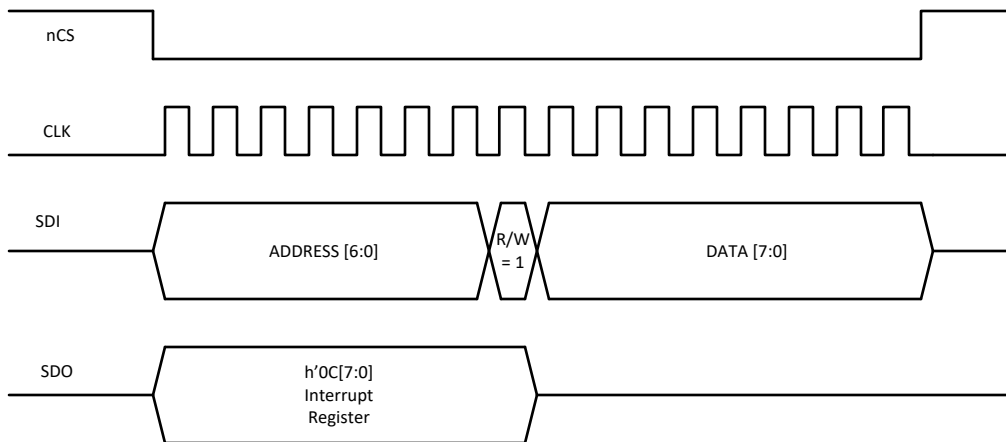 nCS
CLK
SDI
ADDRESS [6:0]
R/W
= 1
DATA [7:0]
SDO
h’0C[7:0]
Interrupt
Register